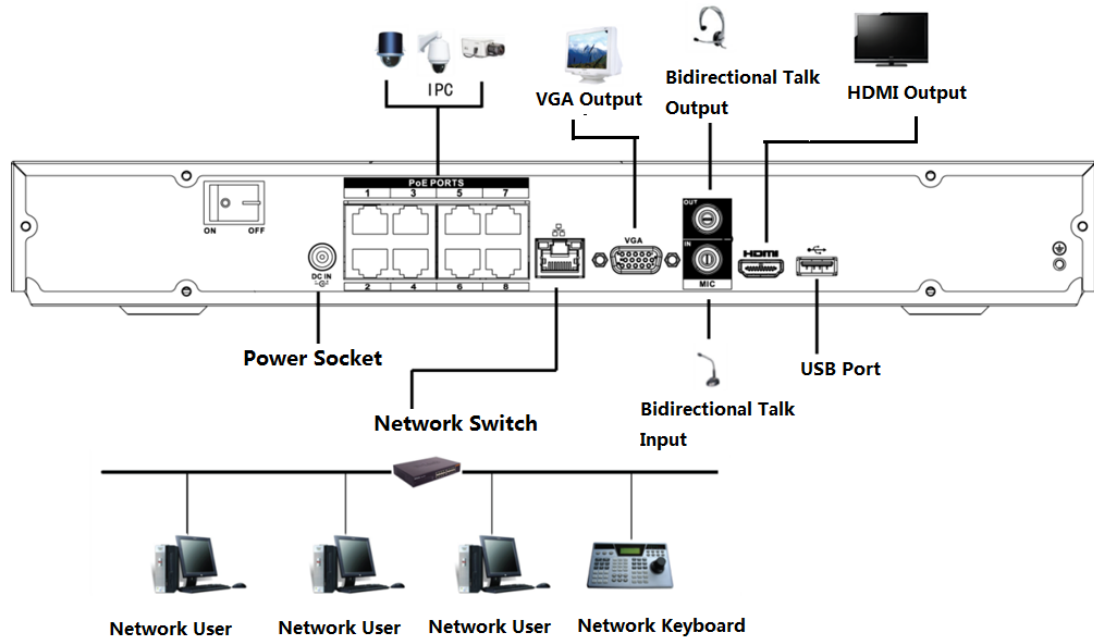 IPC
VGA Output
Bidirectional Talk
Output
HDMI Output
PoE PORTS
1 3 5 7
ON OFF
DC IN
2 4 6 8
VGA
OUT
IN
MIC
HDMI
Power Socket
USB Port
Network Switch
Bidirectional Talk
Input
Network User
Network User
Network User
Network Keyboard